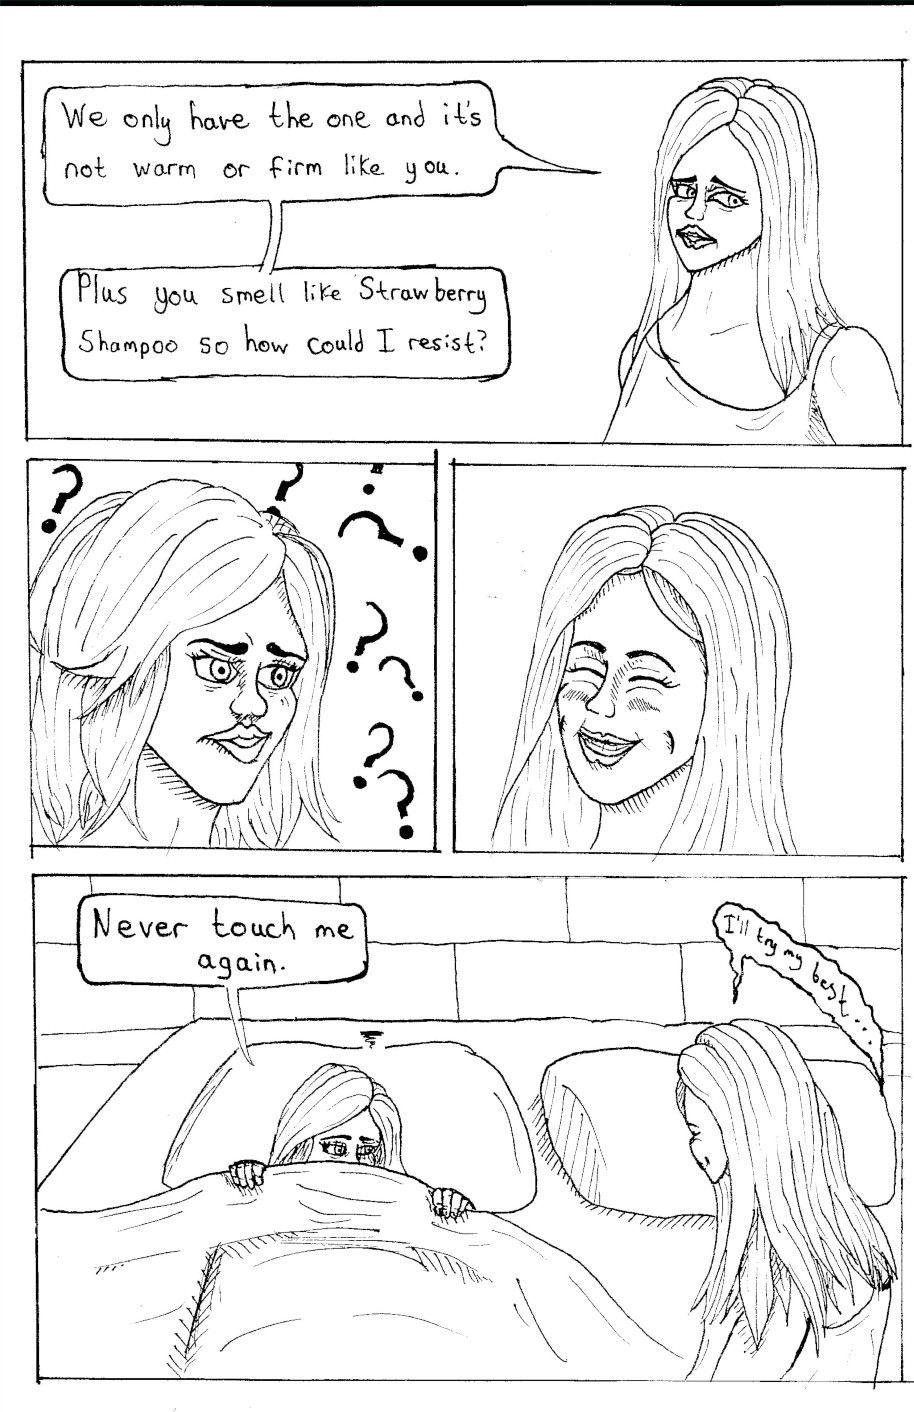 We only have the one and it's
not warm or firm like you.
Plus you smell like Strawberry
Shampoo so how could I resist?
? ? ? ? ? ? ? ?
Never touch me
again.
I'll try my best...